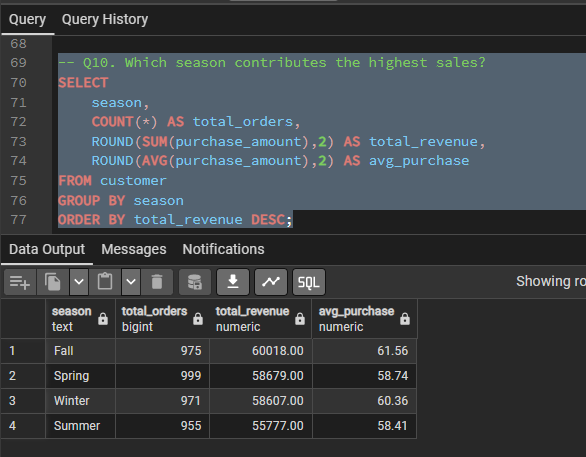 Query Query History
68
69 -- Q10. Which season contributes the highest sales?
70 SELECT
71 season,
72 COUNT(*) AS total_orders,
73 ROUND(SUM(purchase_amount),2) AS total_revenue,
74 ROUND(AVG(purchase_amount),2) AS avg_purchase
75 FROM customer
76 GROUP BY season
77 ORDER BY total_revenue DESC;
Data Output Messages Notifications
SQL Showing ro
season total_orders total_revenue avg_purchase
text bigint numeric numeric
1 Fall 975 60018.00 61.56
2 Spring 999 58679.00 58.74
3 Winter 971 58607.00 60.36
4 Summer 955 55777.00 58.41